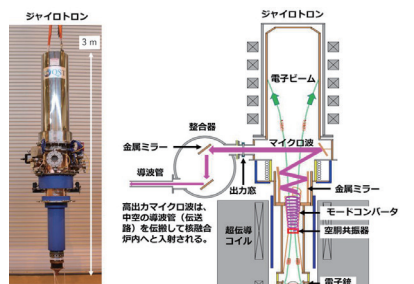 ジャイロトロン
3 m
QST
ジャイロトロン
電子ビーム
整合器
金属ミラー
マイクロ波
導波管
出力窓
金属ミラー
高出力マイクロ波は、
中空の導波管（伝送
路）を伝搬して核融合
炉内へと入射される。
超伝導
コイル
モードコンバータ
空胴共振器
電子銃